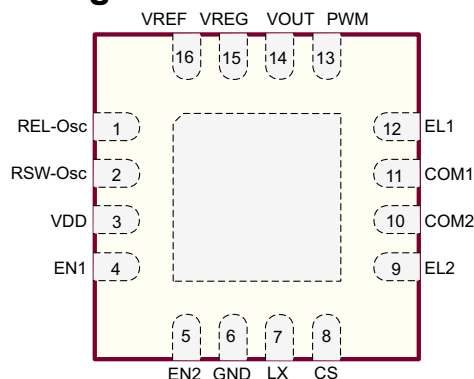 VREF VREG VOUT PWM
16 15 14 13
REL-Osc 1 12 EL1
RSW-Osc 2 11 COM1
VDD 3 10 COM2
EN1 4 9 EL2
5 6 7 8
EN2 GND LX CS